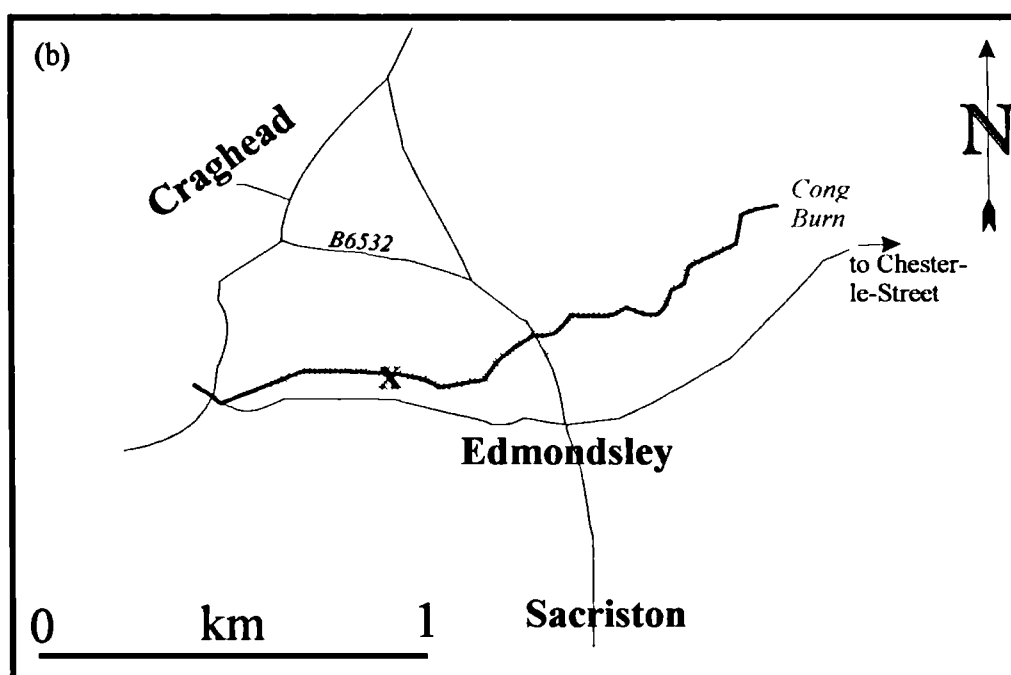 (b)
Craghead
N
Cong
Burn
B6532
to Chester-
le-Street
X
Edmondsley
Sacriston
0 km 1